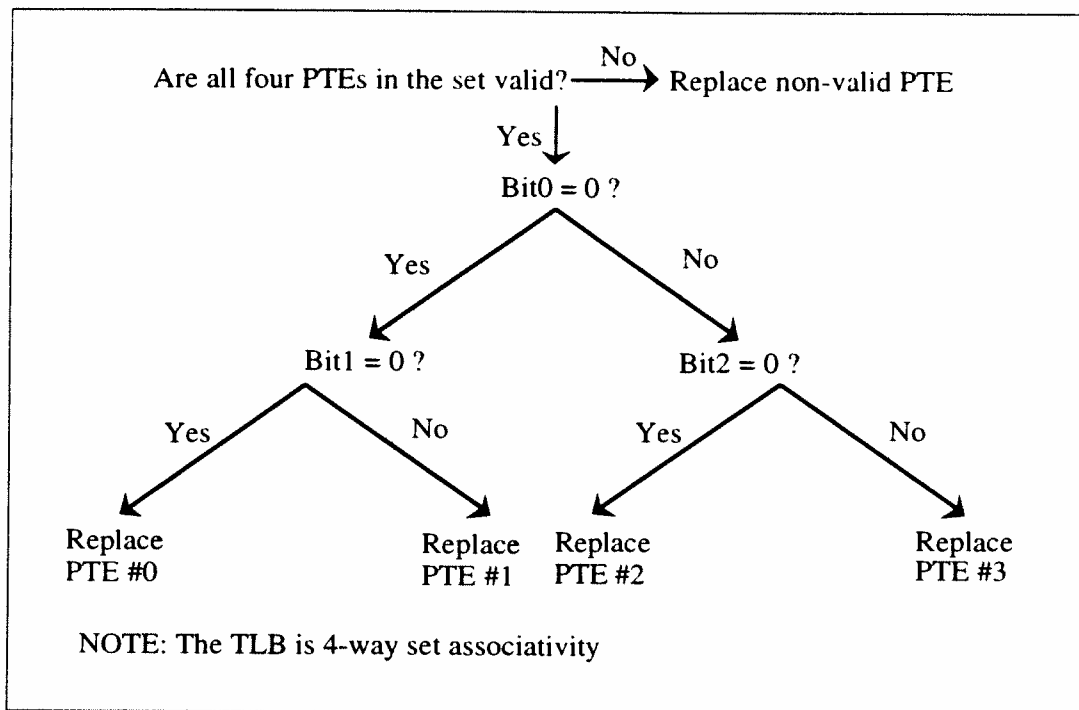 Are all four PTEs in the set valid?
No
Replace non-valid PTE
Yes
Bit0 = 0 ?
Yes
No
Bit1 = 0 ?
Bit2 = 0 ?
Yes
No
Yes
No
Replace
PTE #0
Replace
PTE #1
Replace
PTE #2
Replace
PTE #3
NOTE: The TLB is 4-way set associativity